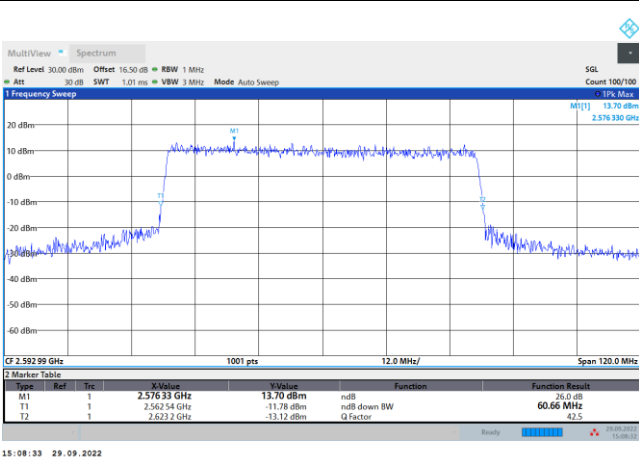 MultiView Spectrum
Ref Level 30.00 dBm Offset 16.50 dB RBW 1 MHz SGL
Att 30 dB SWT 1.01 ms VBW 3 MHz Mode Auto Sweep Count 100/100
1 Frequency Sweep 1Pk Max
M1[1] 13.70 dBm
2.576 330 GHz
M1
20 dBm
10 dBm
0 dBm
T1
T2
-10 dBm
-20 dBm
-30 dBm
-40 dBm
-50 dBm
-60 dBm
CF 2.592 99 GHz 1001 pts 12.0 MHz/ Span 120.0 MHz
2 Marker Table
Type Ref Trc X-Value Y-Value Function Function Result
M1 1 2.576 33 GHz 13.70 dBm ndB 26.0 dB
T1 1 2.562 54 GHz -11.78 dBm ndB down BW 60.66 MHz
T2 1 2.623 2 GHz -13.12 dBm Q Factor 42.5
Ready 29.09.2022
15:08:32
15:08:33 29.09.2022